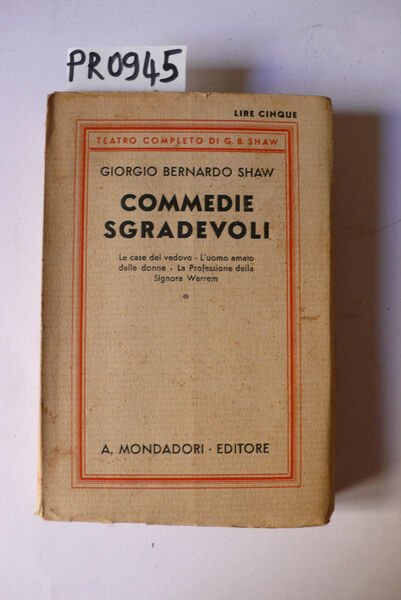 PR0945
LIRE CINQUE
TEATRO COMPLETO DI G. B. SHAW
GIORGIO BERNARDO SHAW
COMMEDIE
SGRADEVOLI
Le case del vedovo - L'uomo amato
dalle donne - La Professione della
Signora Warrem
A. MONDADORI · EDITORE